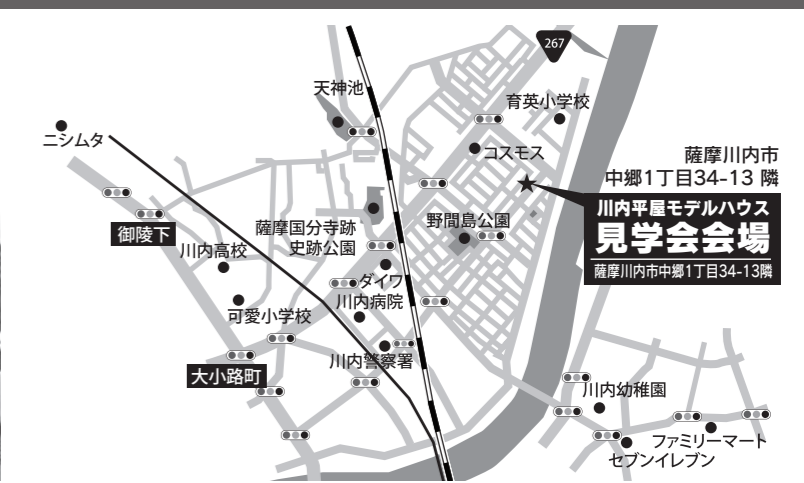 267
天神池
育英小学校
ニシムタ
コスモス
薩摩川内市
中郷1丁目34-13 隣
川内平屋モデルハウス
見学会会場
薩摩川内市中郷1丁目34-13隣
御陵下
薩摩国分寺跡
史跡公園
野間島公園
川内高校
ダイワ
川内病院
可愛小学校
川内警察署
大小路町
川内幼稚園
ファミリーマート
セブンイレブン